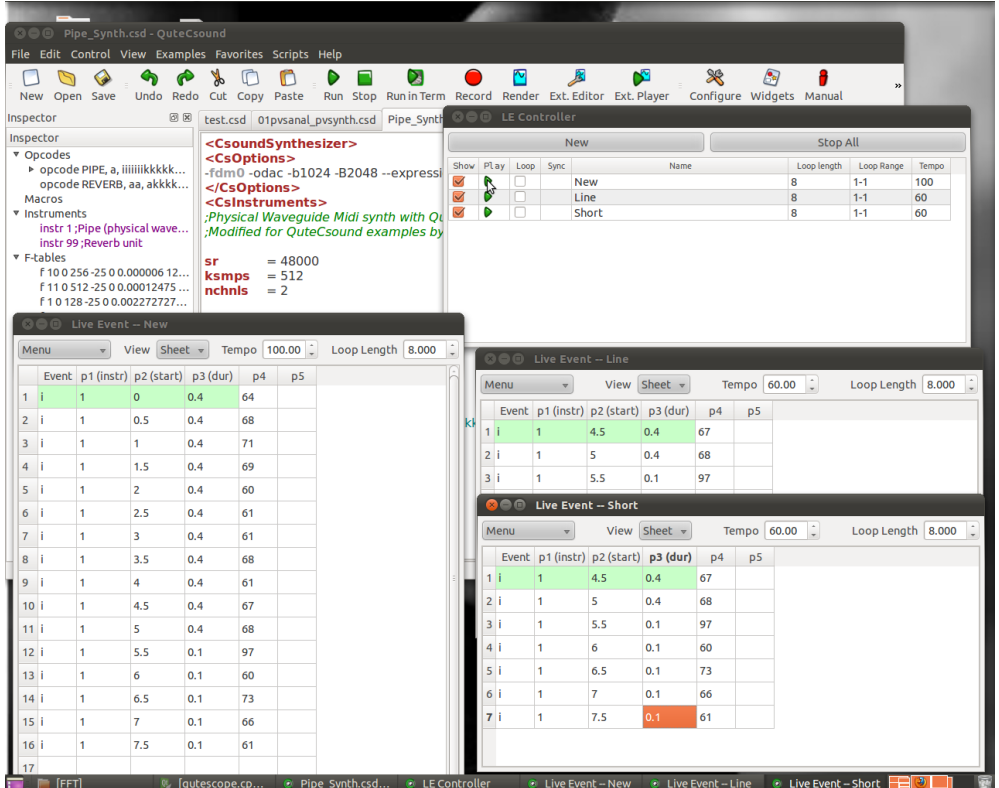 Pipe_Synth.csd - QuteCsound
File Edit Control View Examples Favorites Scripts Help
New Open Save Undo Redo Cut Copy Paste Run Stop Run in Term Record Render Ext. Editor Ext. Player Configure Widgets Manual »
Inspector
test.csd 01pvsanal_pvsynth.csd Pipe_Synth
Inspector
Opcodes
opcode PIPE, a, iiiiiiikkkkk...
opcode REVERB, aa, akkkk...
Macros
Instruments
instr 1 ;Pipe (physical wave...
instr 99 ;Reverb unit
F-tables
f 10 0 256 -25 0 0.000006 12...
f 11 0 512 -25 0 0.00012475 ...
f 1 0 128 -25 0 0.002272727...
<CsoundSynthesizer>
<CsOptions>
-fdm0 -odac -b1024 -B2048 --expressi
</CsOptions>
<CsInstruments>
;Physical Waveguide Midi synth with Qu
;Modified for QuteCsound examples by
sr = 48000
ksmps = 512
nchnls = 2
LE Controller
New Stop All
Show Play Loop Sync Name Loop length Loop Range Tempo
New 8 1-1 100
Line 8 1-1 60
Short 8 1-1 60
Live Event -- New
Menu View Sheet Tempo 100.00 Loop Length 8.000
Event p1 (instr) p2 (start) p3 (dur) p4 p5
1 i 1 0 0.4 64
2 i 1 0.5 0.4 68
3 i 1 1 0.4 71
4 i 1 1.5 0.4 69
5 i 1 2 0.4 60
6 i 1 2.5 0.4 61
7 i 1 3 0.4 61
8 i 1 3.5 0.4 68
9 i 1 4 0.4 61
10 i 1 4.5 0.4 67
11 i 1 5 0.4 68
12 i 1 5.5 0.1 97
13 i 1 6 0.1 60
14 i 1 6.5 0.1 73
15 i 1 7 0.1 66
16 i 1 7.5 0.1 61
17
Live Event -- Line
Menu View Sheet Tempo 60.00 Loop Length 8.000
Event p1 (instr) p2 (start) p3 (dur) p4 p5
1 i 1 4.5 0.4 67
2 i 1 5 0.4 68
3 i 1 5.5 0.1 97
Live Event -- Short
Menu View Sheet Tempo 60.00 Loop Length 8.000
Event p1 (instr) p2 (start) p3 (dur) p4 p5
1 i 1 4.5 0.4 67
2 i 1 5 0.4 68
3 i 1 5.5 0.1 97
4 i 1 6 0.1 60
5 i 1 6.5 0.1 73
6 i 1 7 0.1 66
7 i 1 7.5 0.1 61
[FFT] [qutescope.cp... Pipe_Synth.csd... LE Controller Live Event -- New Live Event -- Line Live Event -- Short